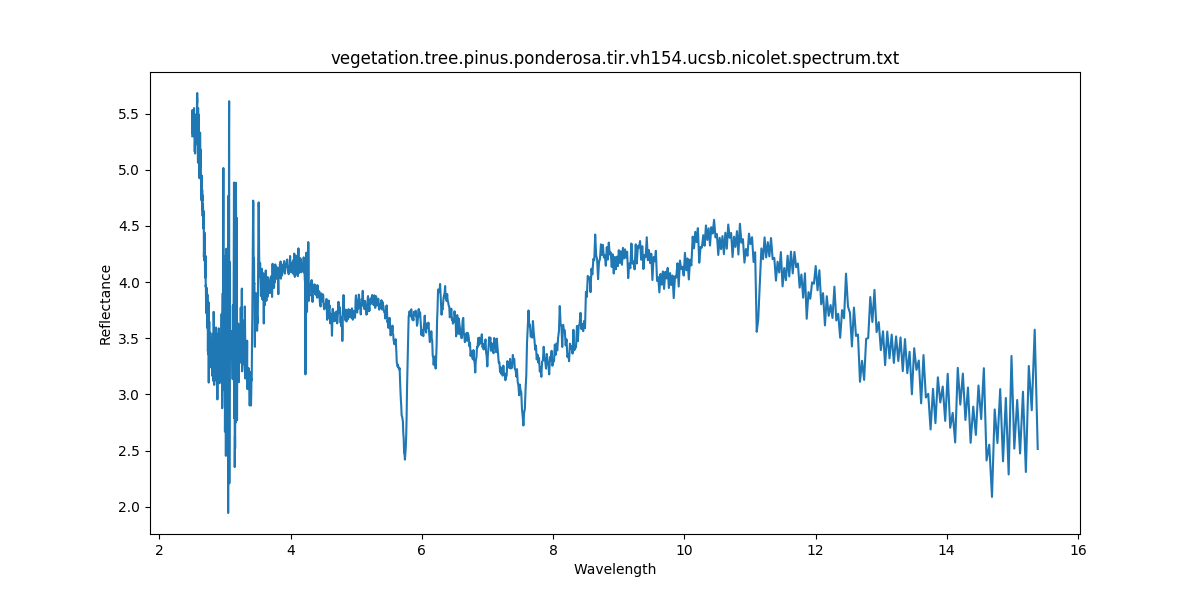 vegetation.tree.pinus.ponderosa.tir.vh154.ucsb.nicolet.spectrum.txt
Reflectance
5.5
5.0
4.5
4.0
3.5
3.0
2.5
2.0
2 4 6 8 10 12 14 16
Wavelength